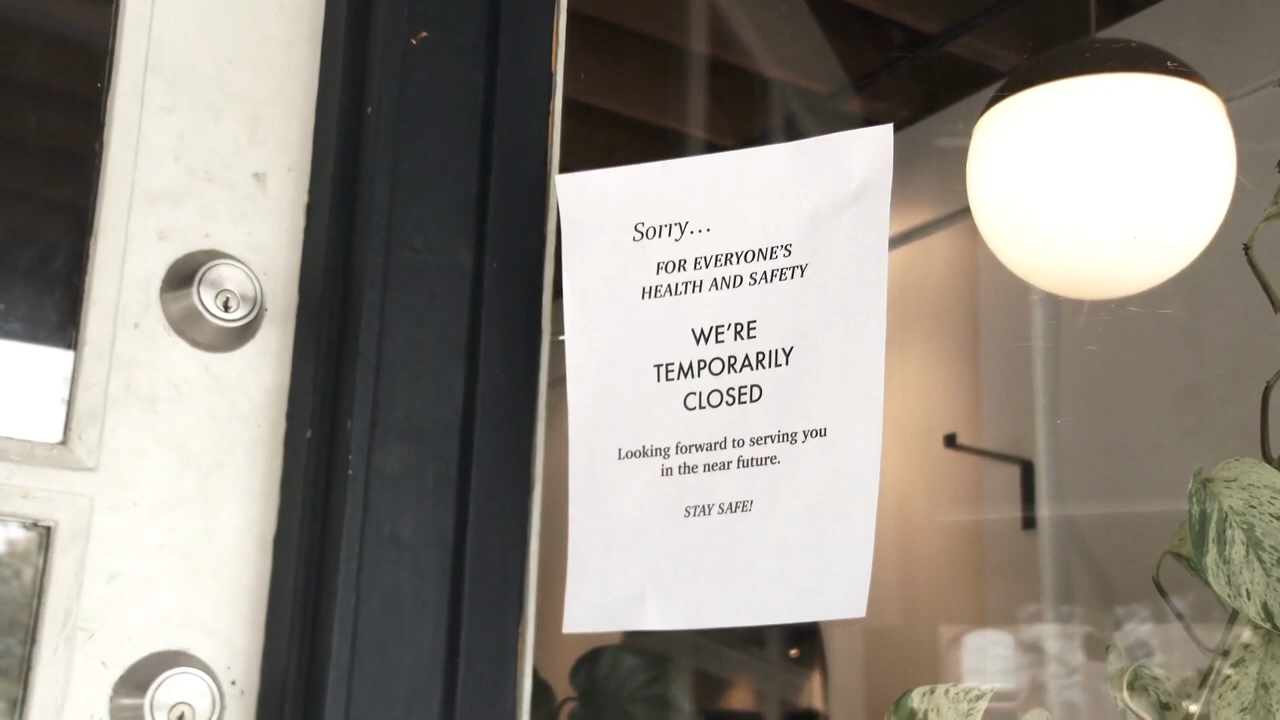 Sorry...
FOR EVERYONE'S
HEALTH AND SAFETY
WE'RE
TEMPORARILY
CLOSED
Looking forward to serving you
in the near future.
STAY SAFE!